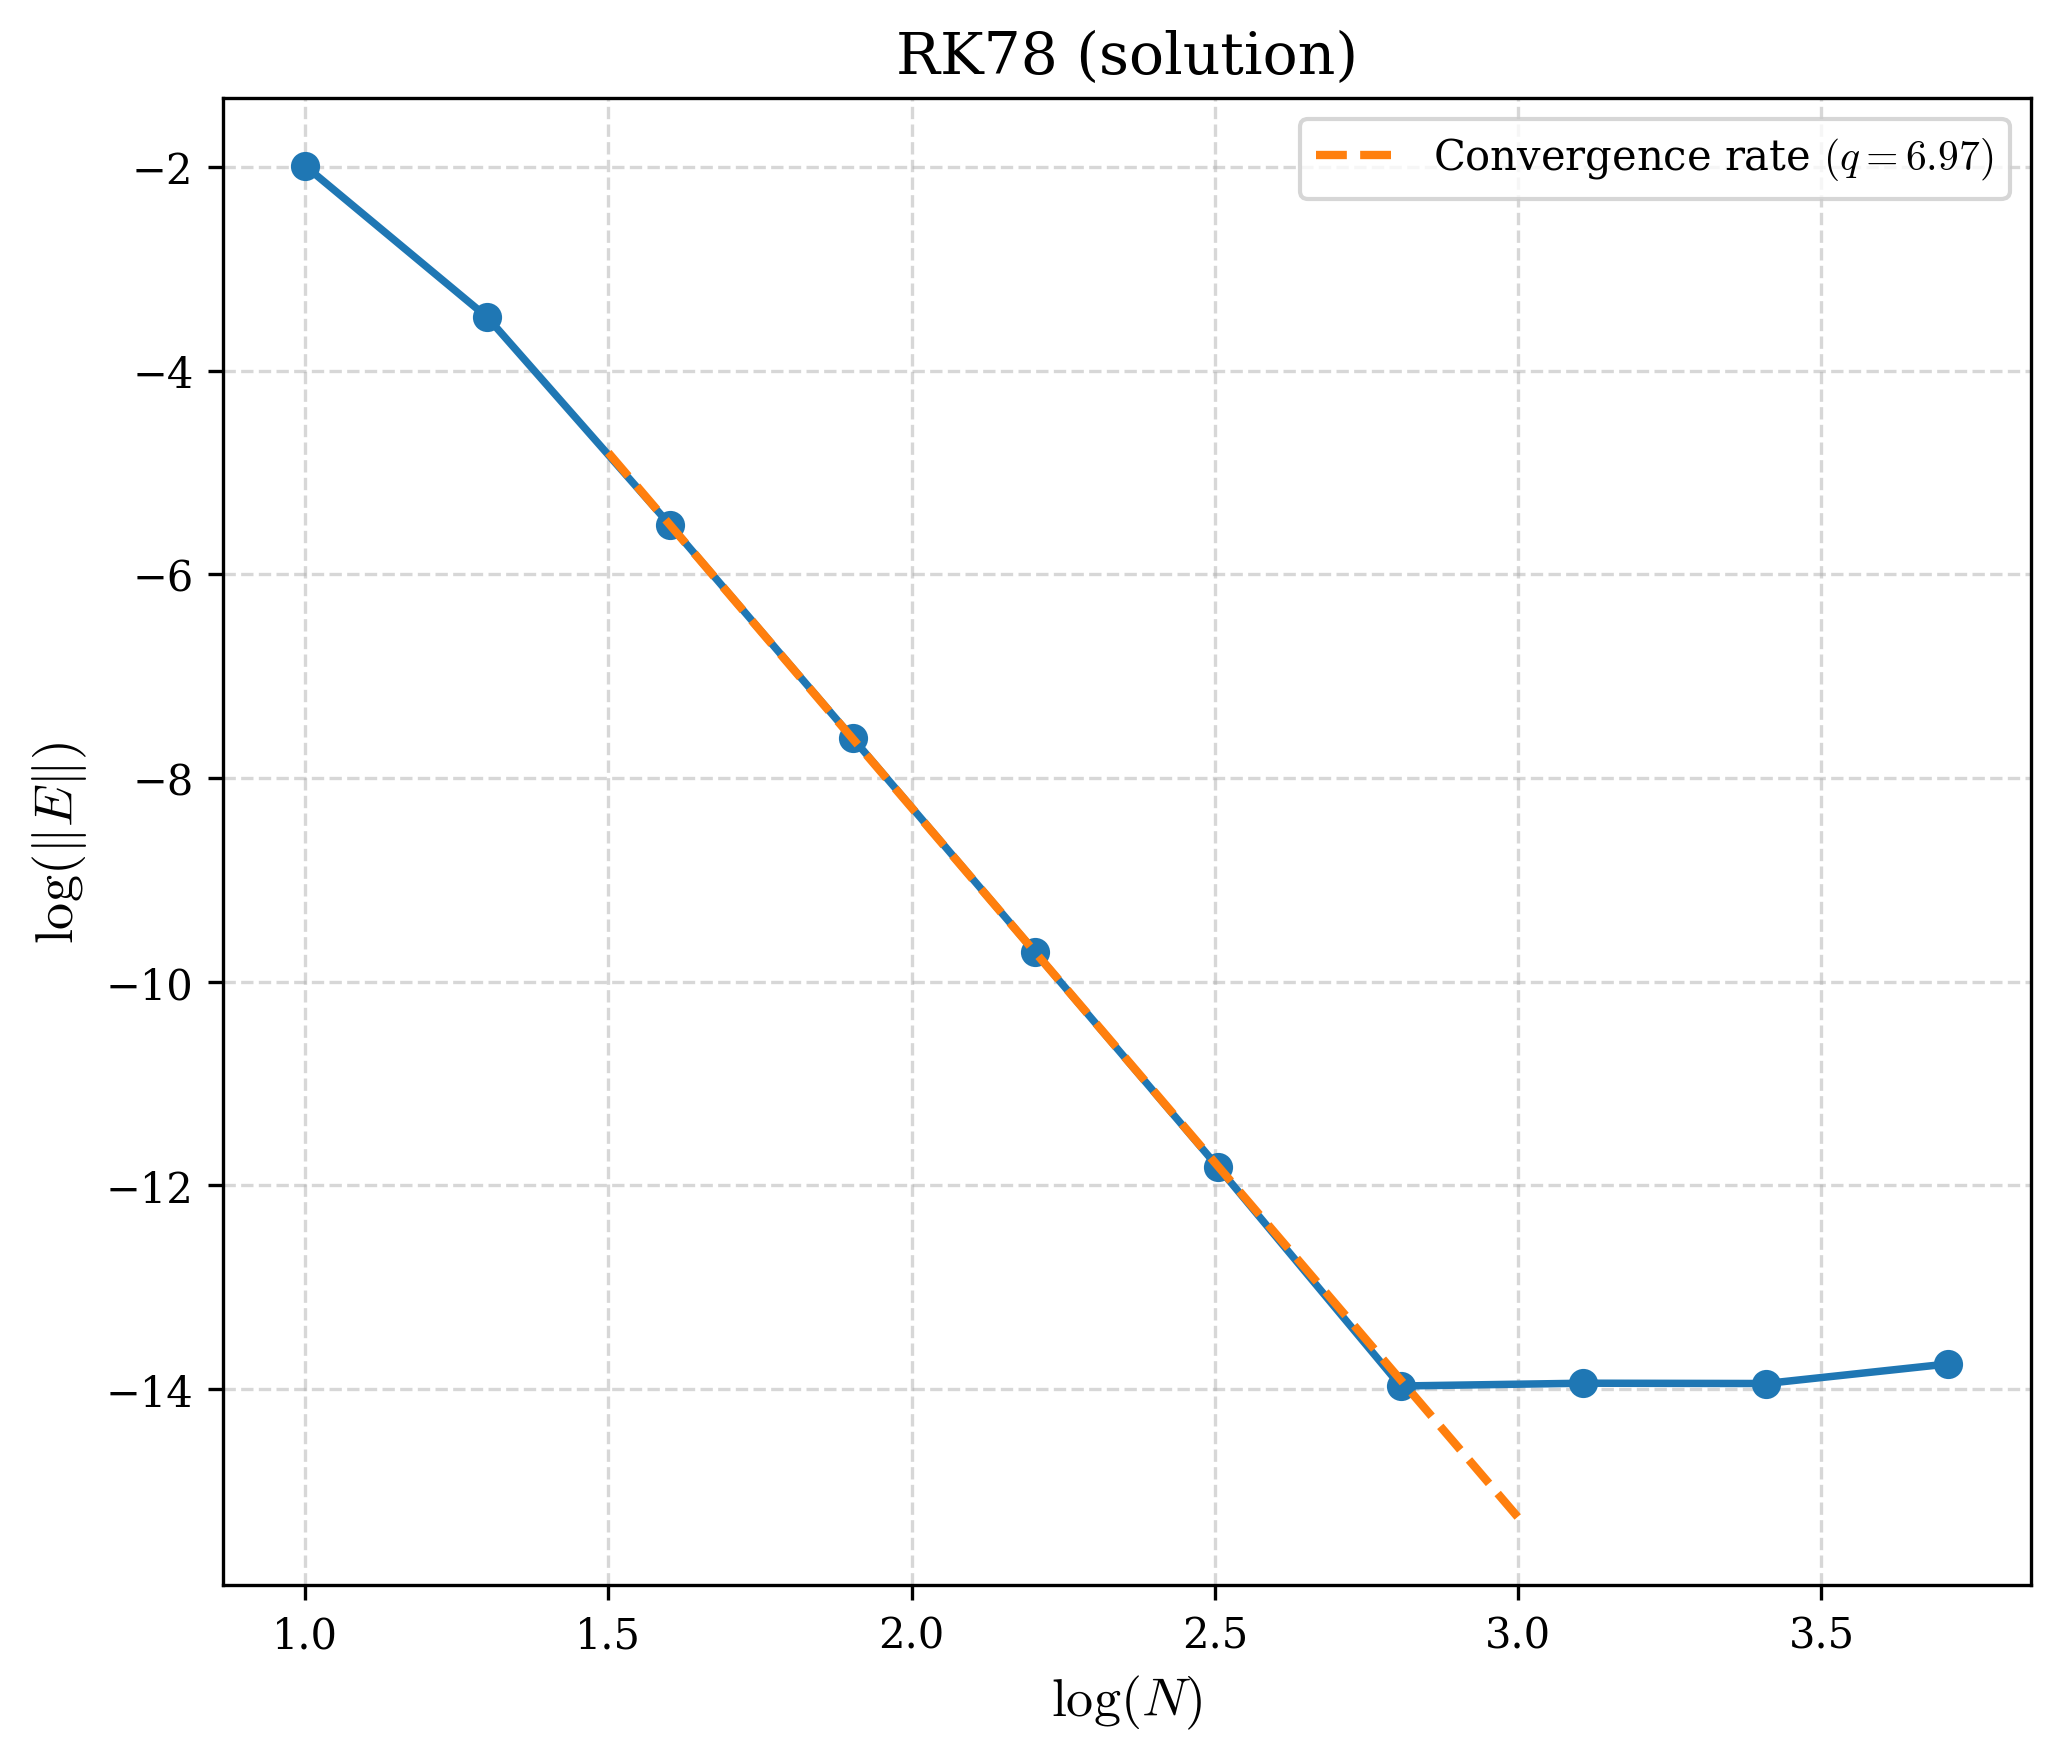 RK78 (solution)
Convergence rate (q = 6.97)
−2
−4
−6
−8
−10
−12
−14
log(||E||)
1.0 1.5 2.0 2.5 3.0 3.5
log(N)